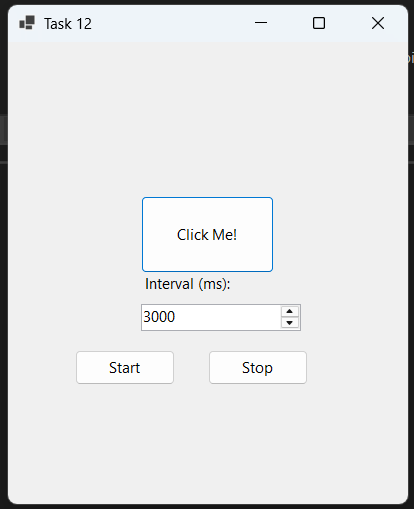 Task 12
Click Me!
Interval (ms):
3000
Start
Stop